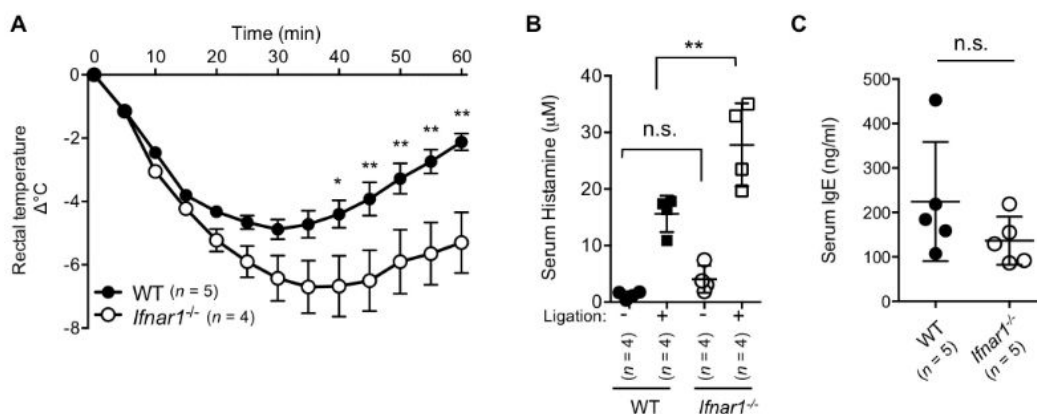 A
Time (min)
0 10 20 30 40 50 60
0
-2
-4
-6
-8
Rectal temperature
Δ°C
* ** ** ** **
WT (n = 5)
Ifnar1-/- (n = 4)
B
**
n.s.
Serum Histamine (μM)
40
30
20
10
0
Ligation: - + - +
(n = 4) (n = 4) (n = 4) (n = 4)
WT Ifnar1-/-
C
n.s.
Serum IgE (ng/ml)
500
400
300
200
100
0
WT
(n = 5)
Ifnar1-/-
(n = 5)